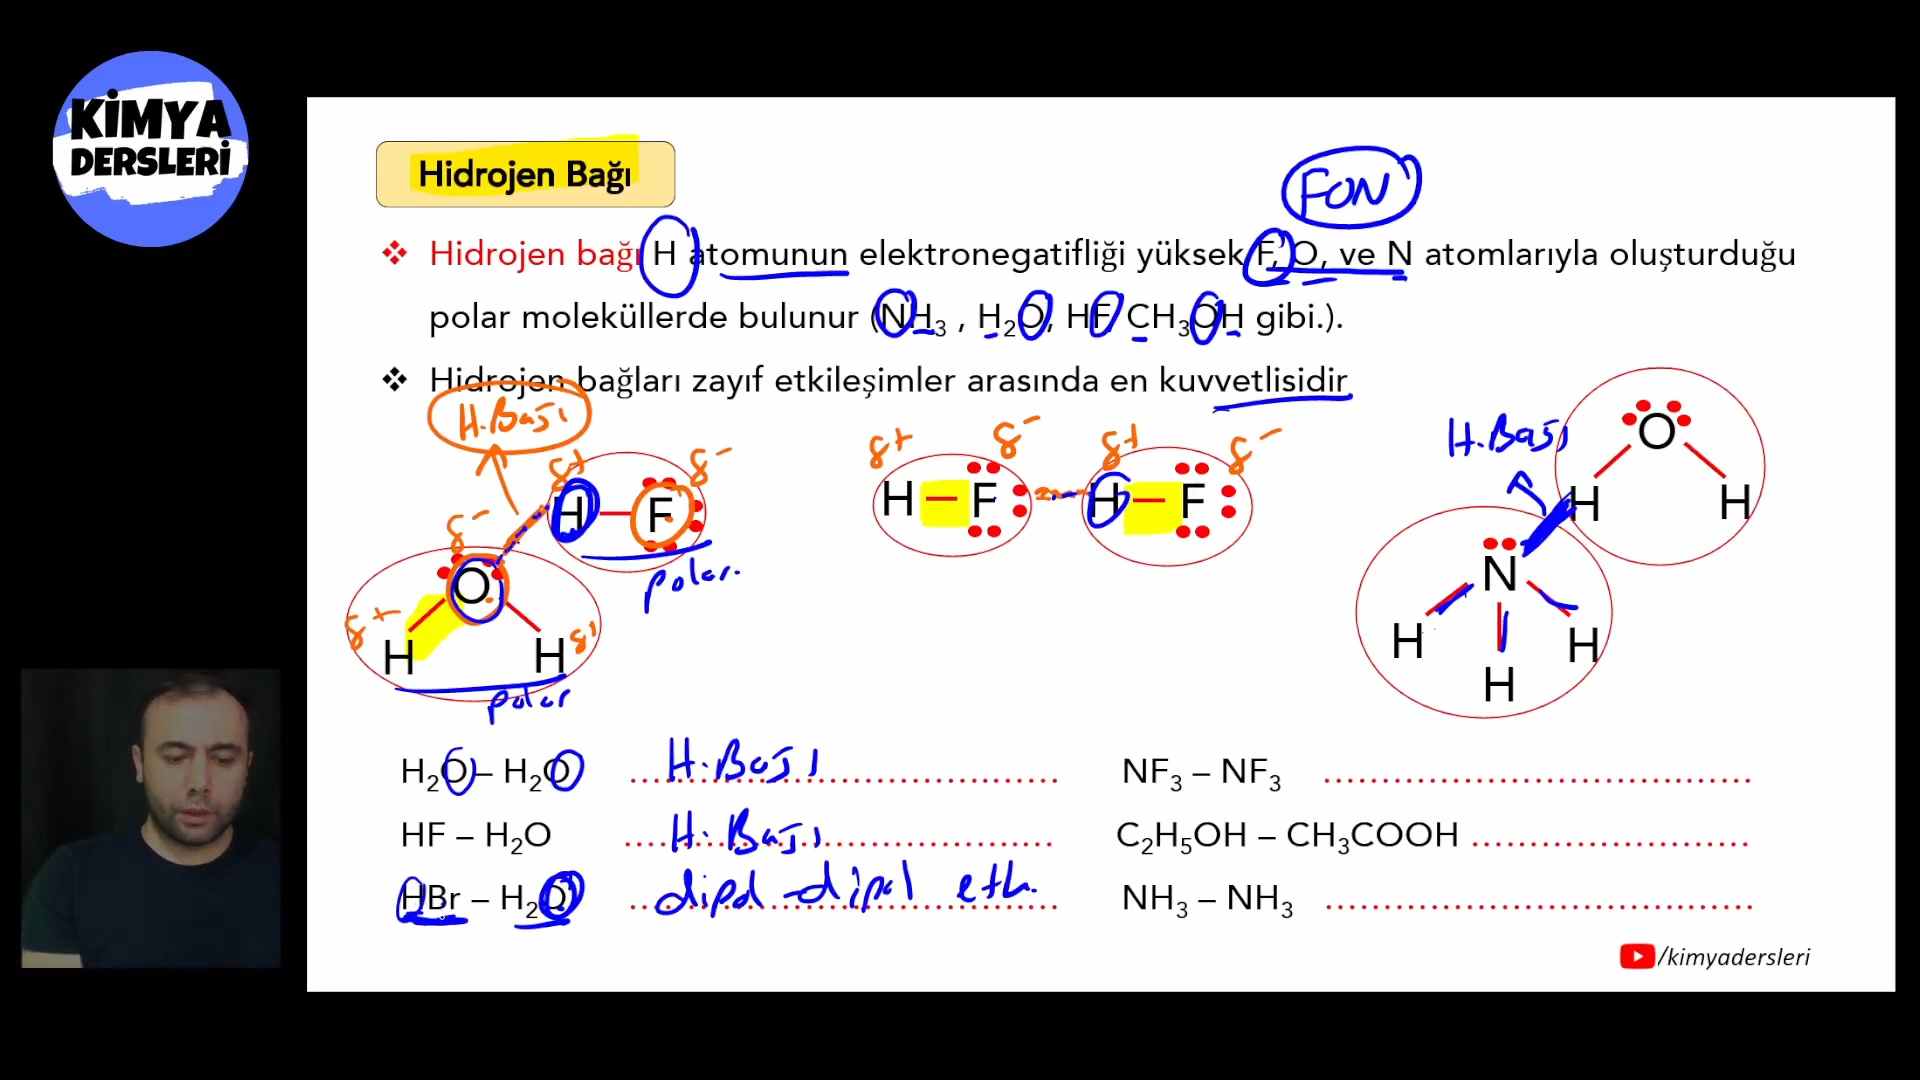 KİMYA
DERSLERİ
Hidrojen Bağı
FON
Hidrojen bağı H atomunun elektronegatifliği yüksek F, O, ve N atomlarıyla oluşturduğu
polar moleküllerde bulunur (NH₃ , H₂O, HF, CH₃OH gibi.).
Hidrojen bağları zayıf etkileşimler arasında en kuvvetlisidir
H.Bağı
δ+ δ-
H – F
polar.
δ-
O
δ+ δ+
H H
polar
δ+ δ- δ+ δ-
H – F H – F
H.Bağı
O
H H
N
H H
H
H₂O – H₂O H.Bağı
HF – H₂O H.Bağı
HBr – H₂O dipol-dipol etk.
NF₃ – NF₃
C₂H₅OH – CH₃COOH
NH₃ – NH₃
/kimyadersleri